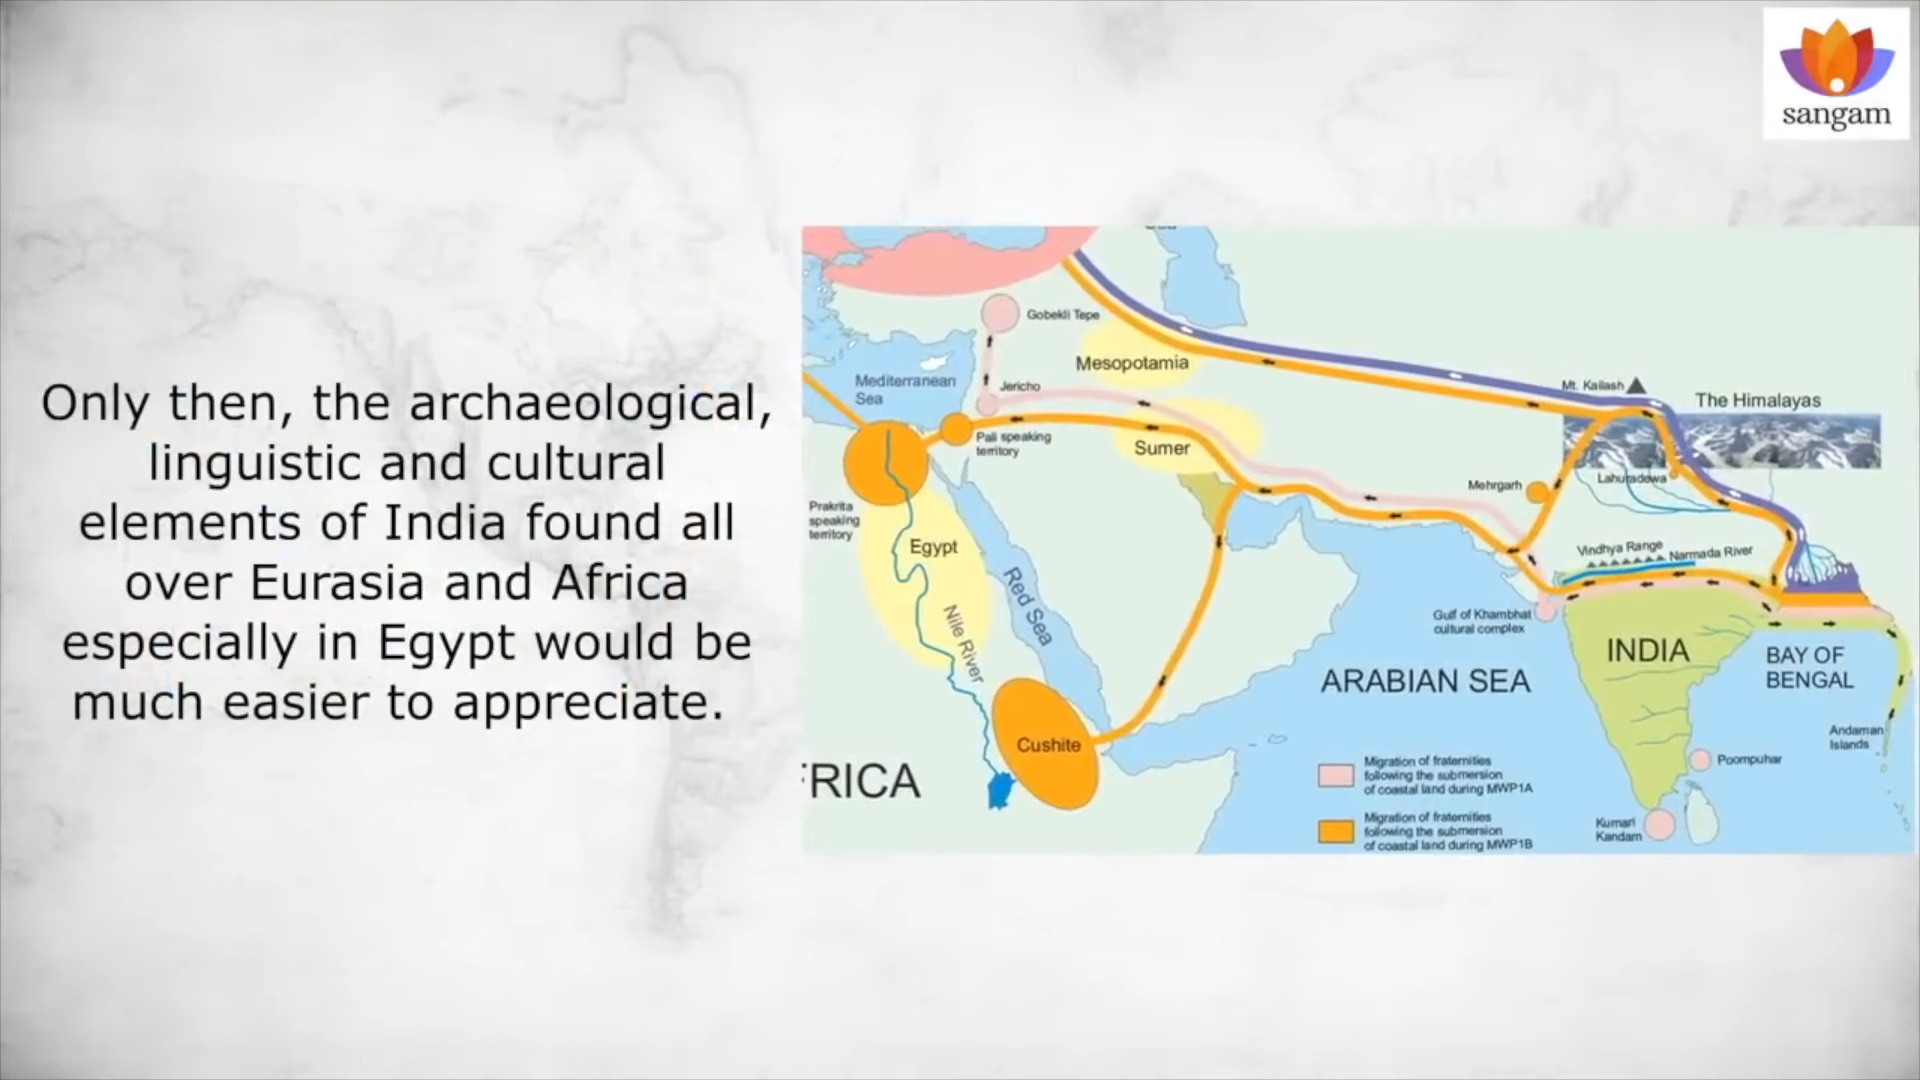 sangam
Only then, the archaeological,
linguistic and cultural
elements of India found all
over Eurasia and Africa
especially in Egypt would be
much easier to appreciate.
Gobekli Tepe
Mesopotamia
Mediterranean
Sea
Jericho
Mt. Kailash
The Himalayas
Pali speaking
territory
Sumer
Mehrgarh
Lahuradewa
Prakrita
speaking
territory
Egypt
Vindhya Range
Narmada River
Red Sea
Nile River
Gulf of Khambhat
cultural complex
INDIA
BAY OF
BENGAL
ARABIAN SEA
Andaman
Islands
Cushite
FRICA
Poompuhar
Kumari
Kandam
Migration of fraternities
following the submersion
of coastal land during MWP1A
Migration of fraternities
following the submersion
of coastal land during MWP1B